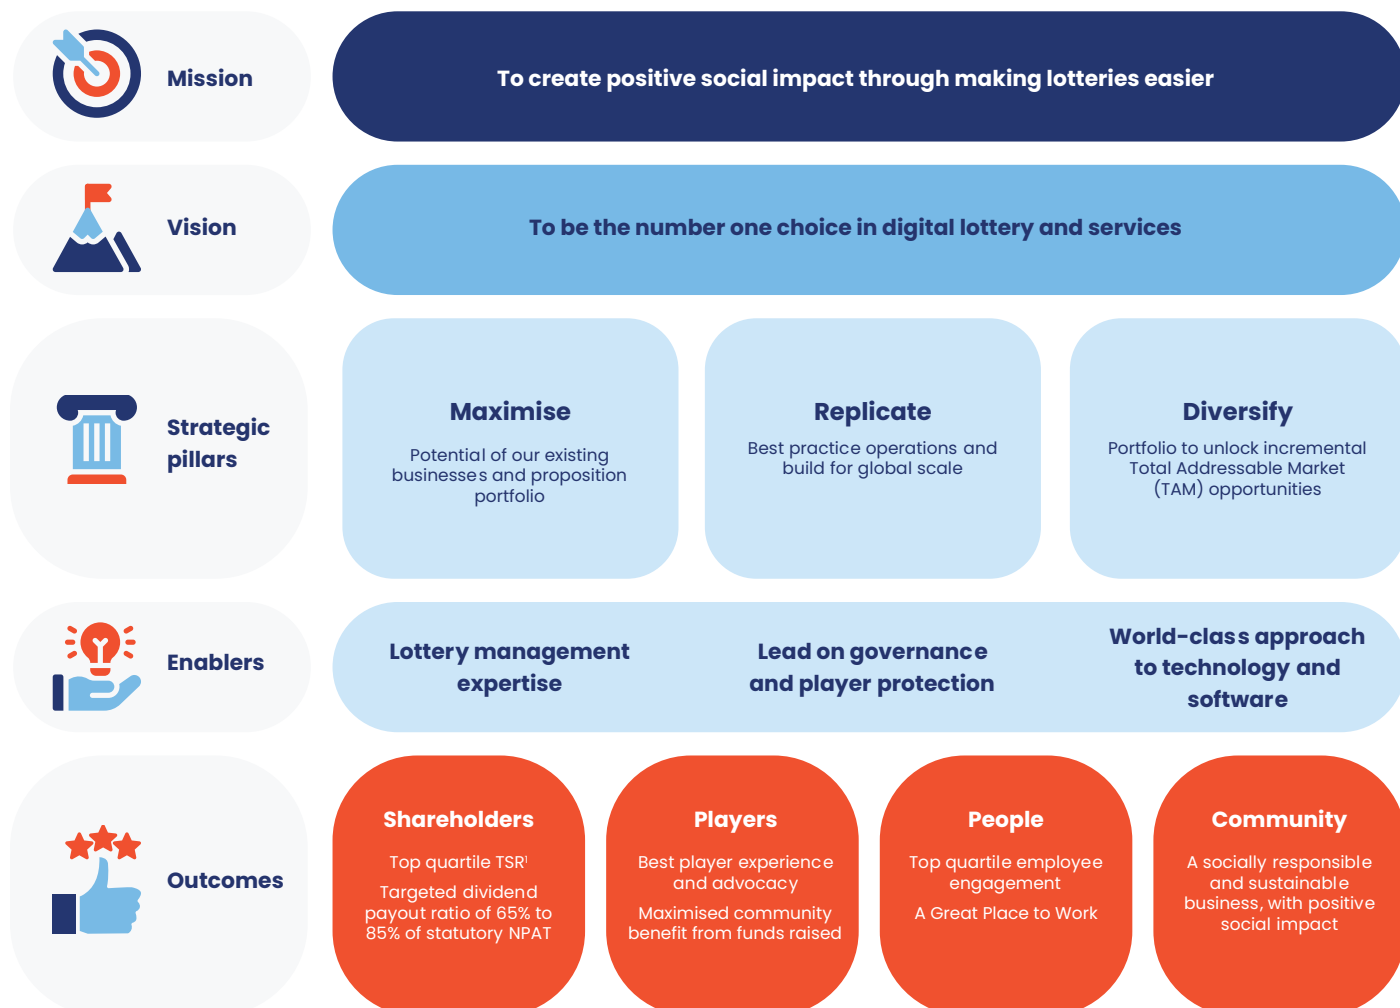 Mission
To create positive social impact through making lotteries easier
Vision
To be the number one choice in digital lottery and services
Strategic
pillars
Maximise
Potential of our existing
businesses and proposition
portfolio
Replicate
Best practice operations and
build for global scale
Diversify
Portfolio to unlock incremental
Total Addressable Market
(TAM) opportunities
Enablers
Lottery management
expertise
Lead on governance
and player protection
World-class approach
to technology and
software
Outcomes
Shareholders
Top quartile TSR¹
Targeted dividend
payout ratio of 65% to
85% of statutory NPAT
Players
Best player experience
and advocacy
Maximised community
benefit from funds raised
People
Top quartile employee
engagement
A Great Place to Work
Community
A socially responsible
and sustainable
business, with positive
social impact